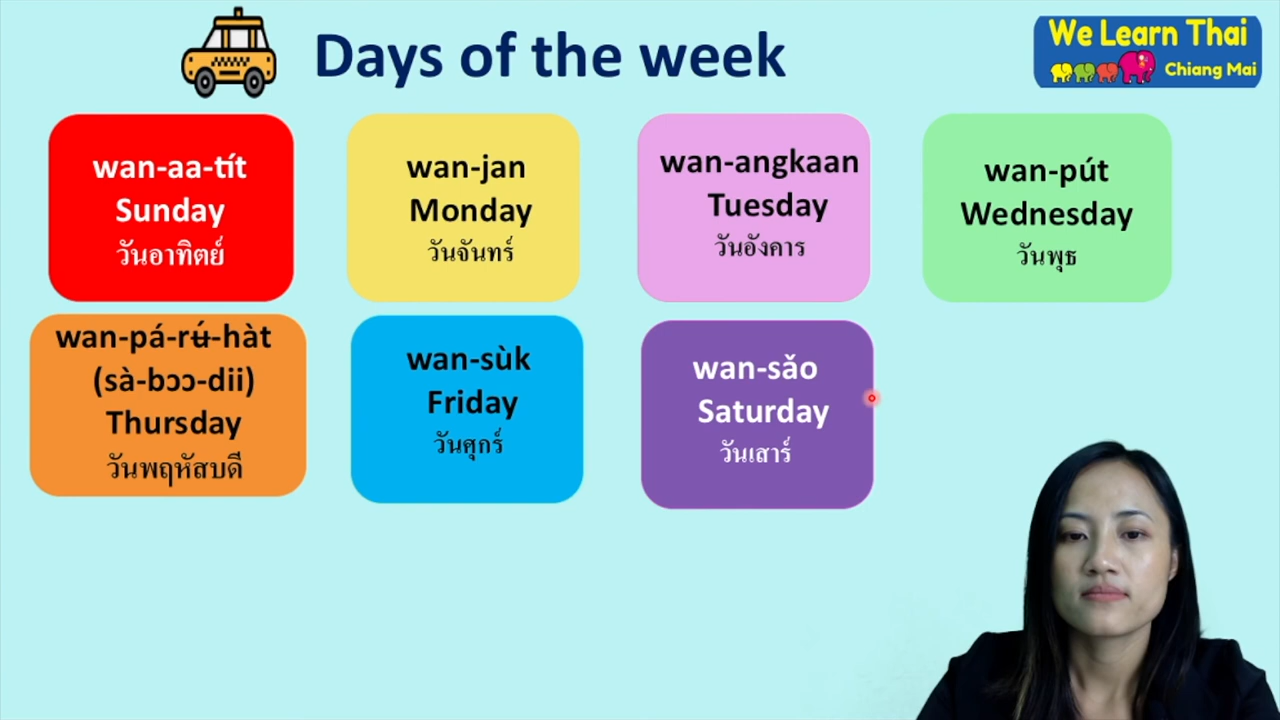 Days of the week
We Learn Thai
Chiang Mai
wan-aa-tít
Sunday
วันอาทิตย์
wan-jan
Monday
วันจันทร์
wan-angkaan
Tuesday
วันอังคาร
wan-pút
Wednesday
วันพุธ
wan-pá-rʉ́-hàt
(sà-bɔɔ-dii)
Thursday
วันพฤหัสบดี
wan-sùk
Friday
วันศุกร์
wan-sǎo
Saturday
วันเสาร์